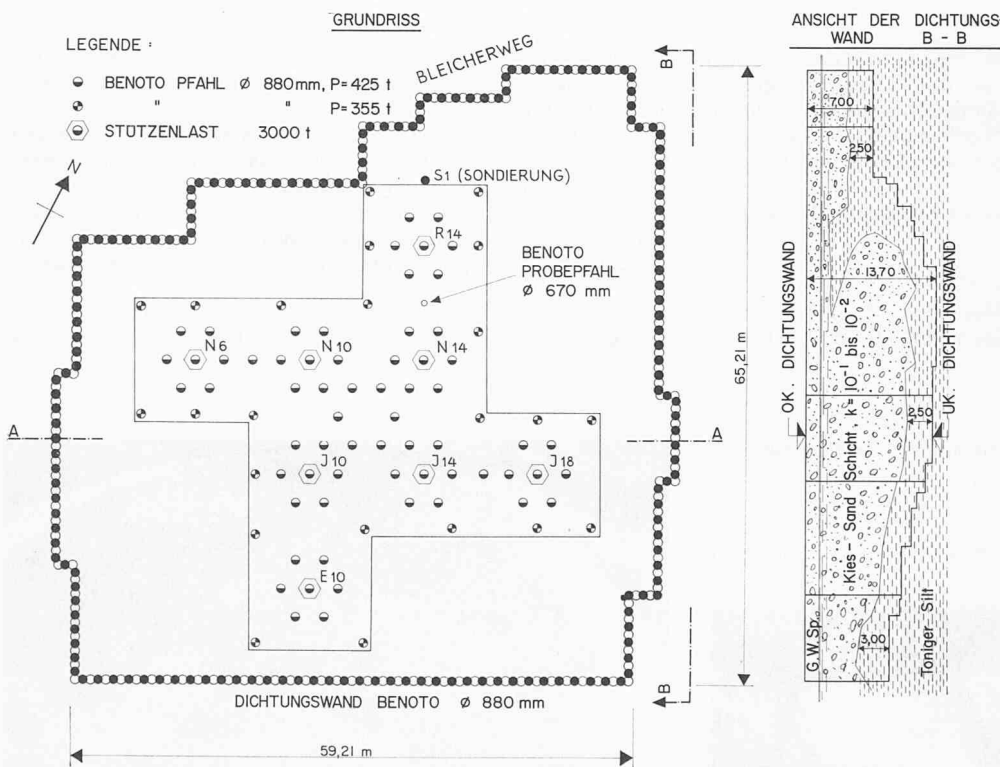 GRUNDRISS
LEGENDE :
BENOTO PFAHL Ø 880mm, P= 425 t
" " P= 355 t
STÜTZENLAST 3000 t
N
BLEICHERWEG
B
S1 (SONDIERUNG)
R14
BENOTO
PROBEPFAHL
Ø 670 mm
N6
N10
N14
A
A
J10
J14
J18
E10
B
DICHTUNGSWAND BENOTO Ø 880 mm
59,21 m
65,21 m
ANSICHT DER DICHTUNGS
WAND B - B
7,00
2,50
13,70
OK. DICHTUNGSWAND
UK. DICHTUNGSWAND
Kies - Sand Schicht, k= 10-1 bis 10-2
2,50
3,00
G.W.Sp.
Toniger Silt